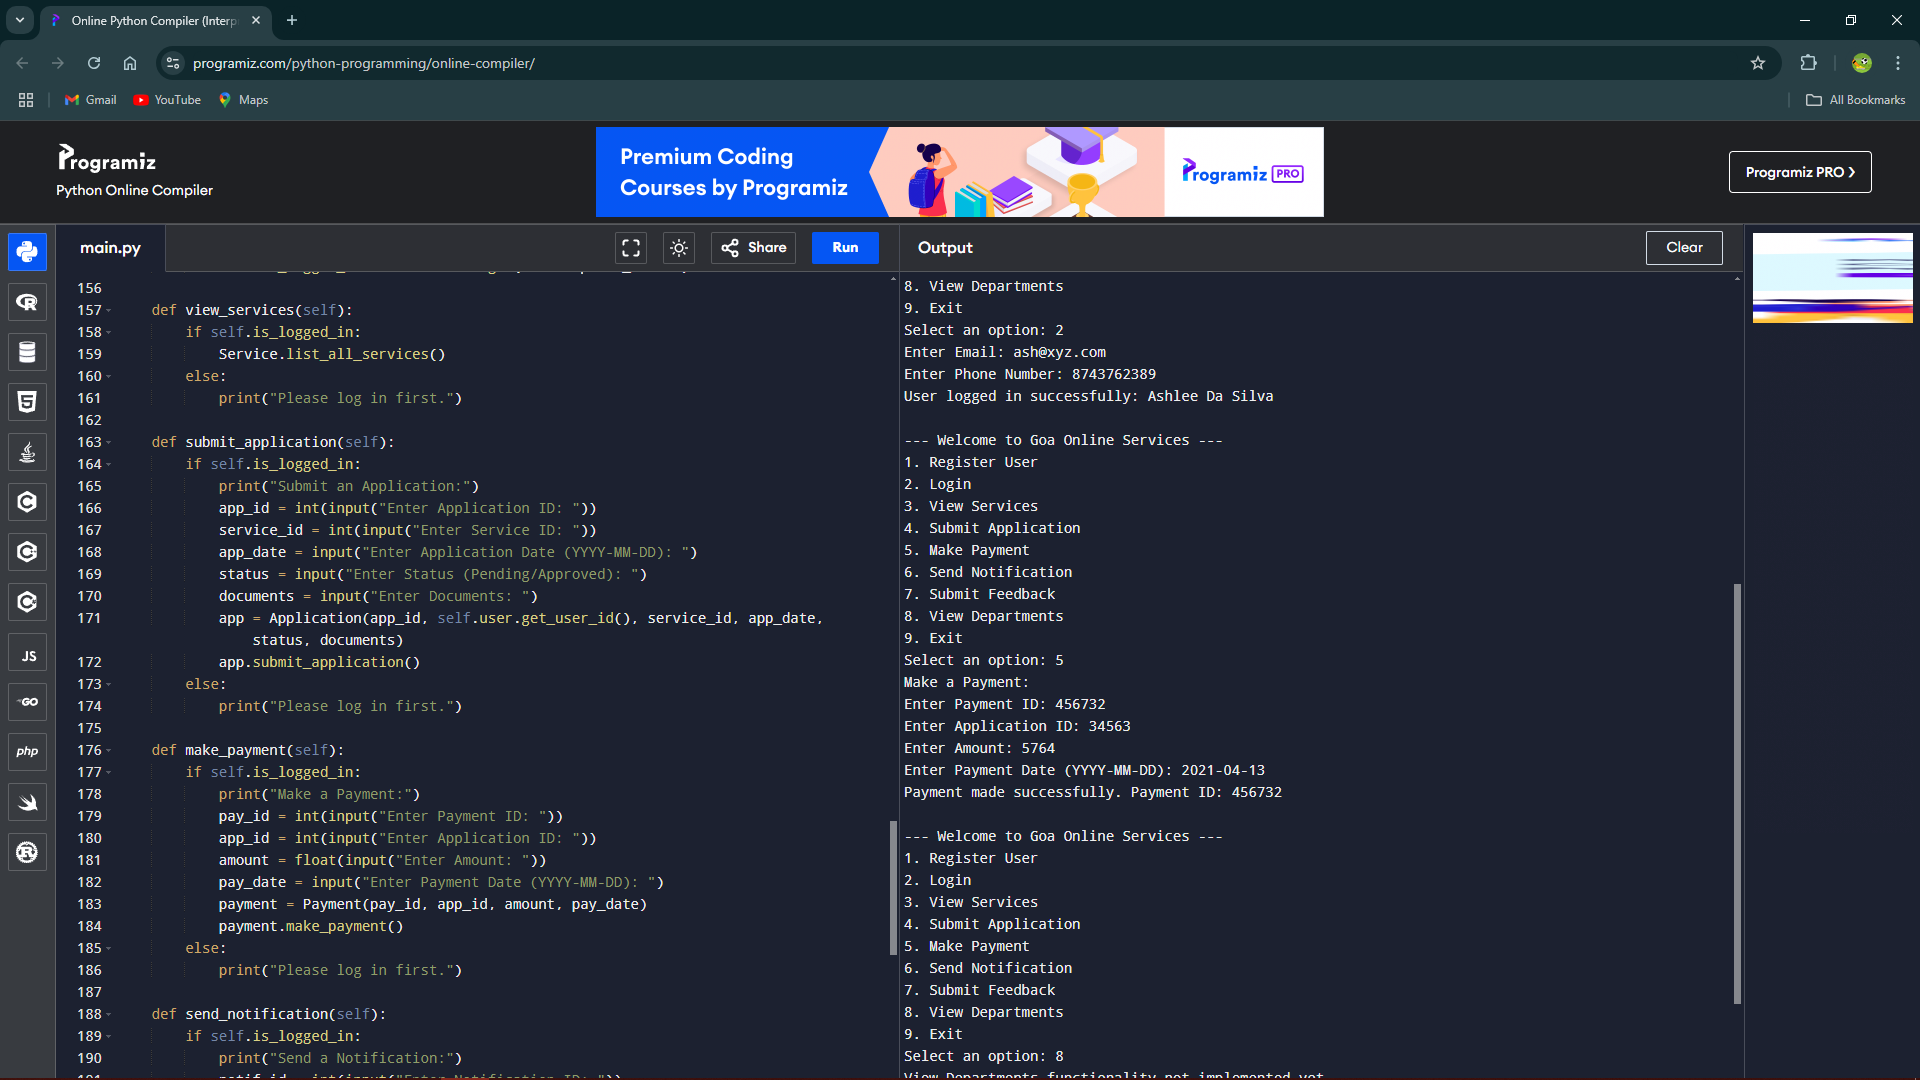 Online Python Compiler (Interp
programiz.com/python-programming/online-compiler/
Gmail
YouTube
Maps
All Bookmarks
Programiz
Python Online Compiler
Premium Coding
Courses by Programiz
Programiz PRO
Programiz PRO ❯
main.py
Share
Run
Output
Clear
JS
GO
php
156
157 def view_services(self):
158 if self.is_logged_in:
159 Service.list_all_services()
160 else:
161 print("Please log in first.")
162
163 def submit_application(self):
164 if self.is_logged_in:
165 print("Submit an Application:")
166 app_id = int(input("Enter Application ID: "))
167 service_id = int(input("Enter Service ID: "))
168 app_date = input("Enter Application Date (YYYY-MM-DD): ")
169 status = input("Enter Status (Pending/Approved): ")
170 documents = input("Enter Documents: ")
171 app = Application(app_id, self.user.get_user_id(), service_id, app_date,
status, documents)
172 app.submit_application()
173 else:
174 print("Please log in first.")
175
176 def make_payment(self):
177 if self.is_logged_in:
178 print("Make a Payment:")
179 pay_id = int(input("Enter Payment ID: "))
180 app_id = int(input("Enter Application ID: "))
181 amount = float(input("Enter Amount: "))
182 pay_date = input("Enter Payment Date (YYYY-MM-DD): ")
183 payment = Payment(pay_id, app_id, amount, pay_date)
184 payment.make_payment()
185 else:
186 print("Please log in first.")
187
188 def send_notification(self):
189 if self.is_logged_in:
190 print("Send a Notification:")
8. View Departments
9. Exit
Select an option: 2
Enter Email: ash@xyz.com
Enter Phone Number: 8743762389
User logged in successfully: Ashlee Da Silva
--- Welcome to Goa Online Services ---
1. Register User
2. Login
3. View Services
4. Submit Application
5. Make Payment
6. Send Notification
7. Submit Feedback
8. View Departments
9. Exit
Select an option: 5
Make a Payment:
Enter Payment ID: 456732
Enter Application ID: 34563
Enter Amount: 5764
Enter Payment Date (YYYY-MM-DD): 2021-04-13
Payment made successfully. Payment ID: 456732
--- Welcome to Goa Online Services ---
1. Register User
2. Login
3. View Services
4. Submit Application
5. Make Payment
6. Send Notification
7. Submit Feedback
8. View Departments
9. Exit
Select an option: 8
View Departments functionality not implemented yet